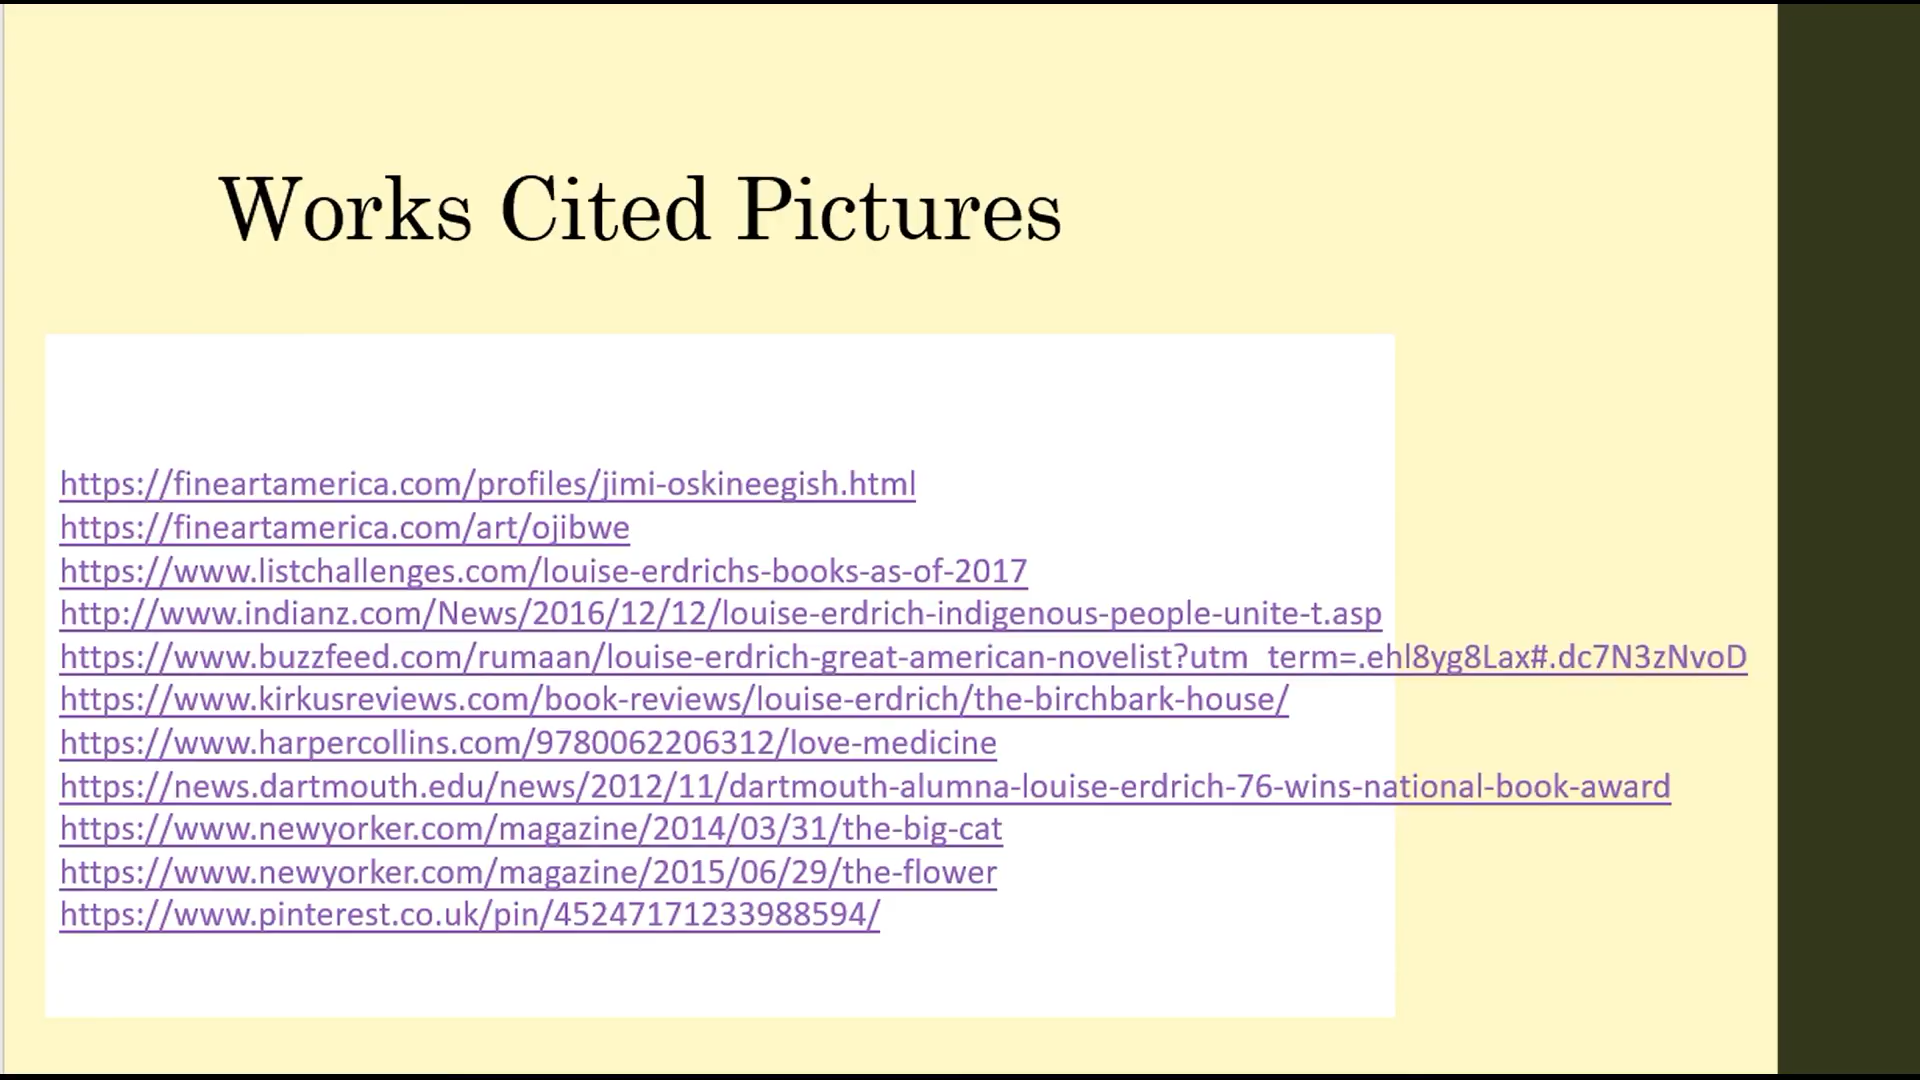 Works Cited Pictures
https://fineartamerica.com/profiles/jimi-oskineegish.html
https://fineartamerica.com/art/ojibwe
https://www.listchallenges.com/louise-erdrichs-books-as-of-2017
http://www.indianz.com/News/2016/12/12/louise-erdrich-indigenous-people-unite-t.asp
https://www.buzzfeed.com/rumaan/louise-erdrich-great-american-novelist?utm_term=.ehl8yg8Lax#.dc7N3zNvoD
https://www.kirkusreviews.com/book-reviews/louise-erdrich/the-birchbark-house/
https://www.harpercollins.com/9780062206312/love-medicine
https://news.dartmouth.edu/news/2012/11/dartmouth-alumna-louise-erdrich-76-wins-national-book-award
https://www.newyorker.com/magazine/2014/03/31/the-big-cat
https://www.newyorker.com/magazine/2015/06/29/the-flower
https://www.pinterest.co.uk/pin/45247171233988594/